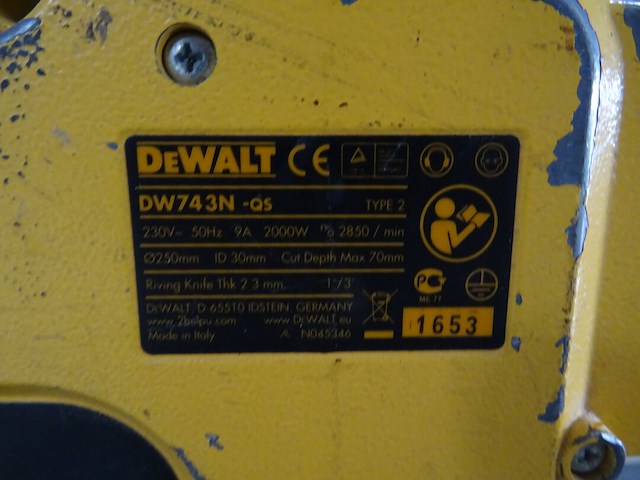 DEWALT CE
DW743N -QS TYPE 2
230V~ 50Hz 9A 2000W n₀ 2850 / min
Ø250mm ID 30mm Cut Depth Max 70mm
Riving Knife Thk 2.3 mm.
DEWALT, D 65510 IDSTEIN, GERMANY
www.2helpu.com www.DEWALT.eu
Made in Italy N045346
1653